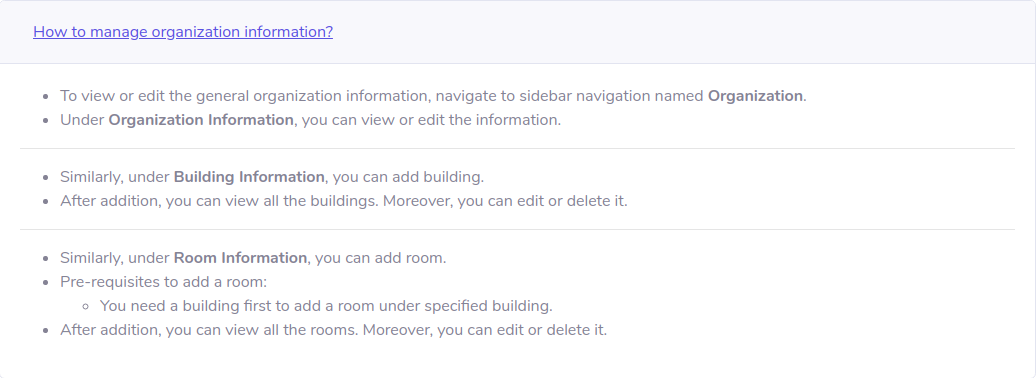 How to manage organization information?
To view or edit the general organization information, navigate to sidebar navigation named Organization.
Under Organization Information, you can view or edit the information.
Similarly, under Building Information, you can add building.
After addition, you can view all the buildings. Moreover, you can edit or delete it.
Similarly, under Room Information, you can add room.
Pre-requisites to add a room:
You need a building first to add a room under specified building.
After addition, you can view all the rooms. Moreover, you can edit or delete it.